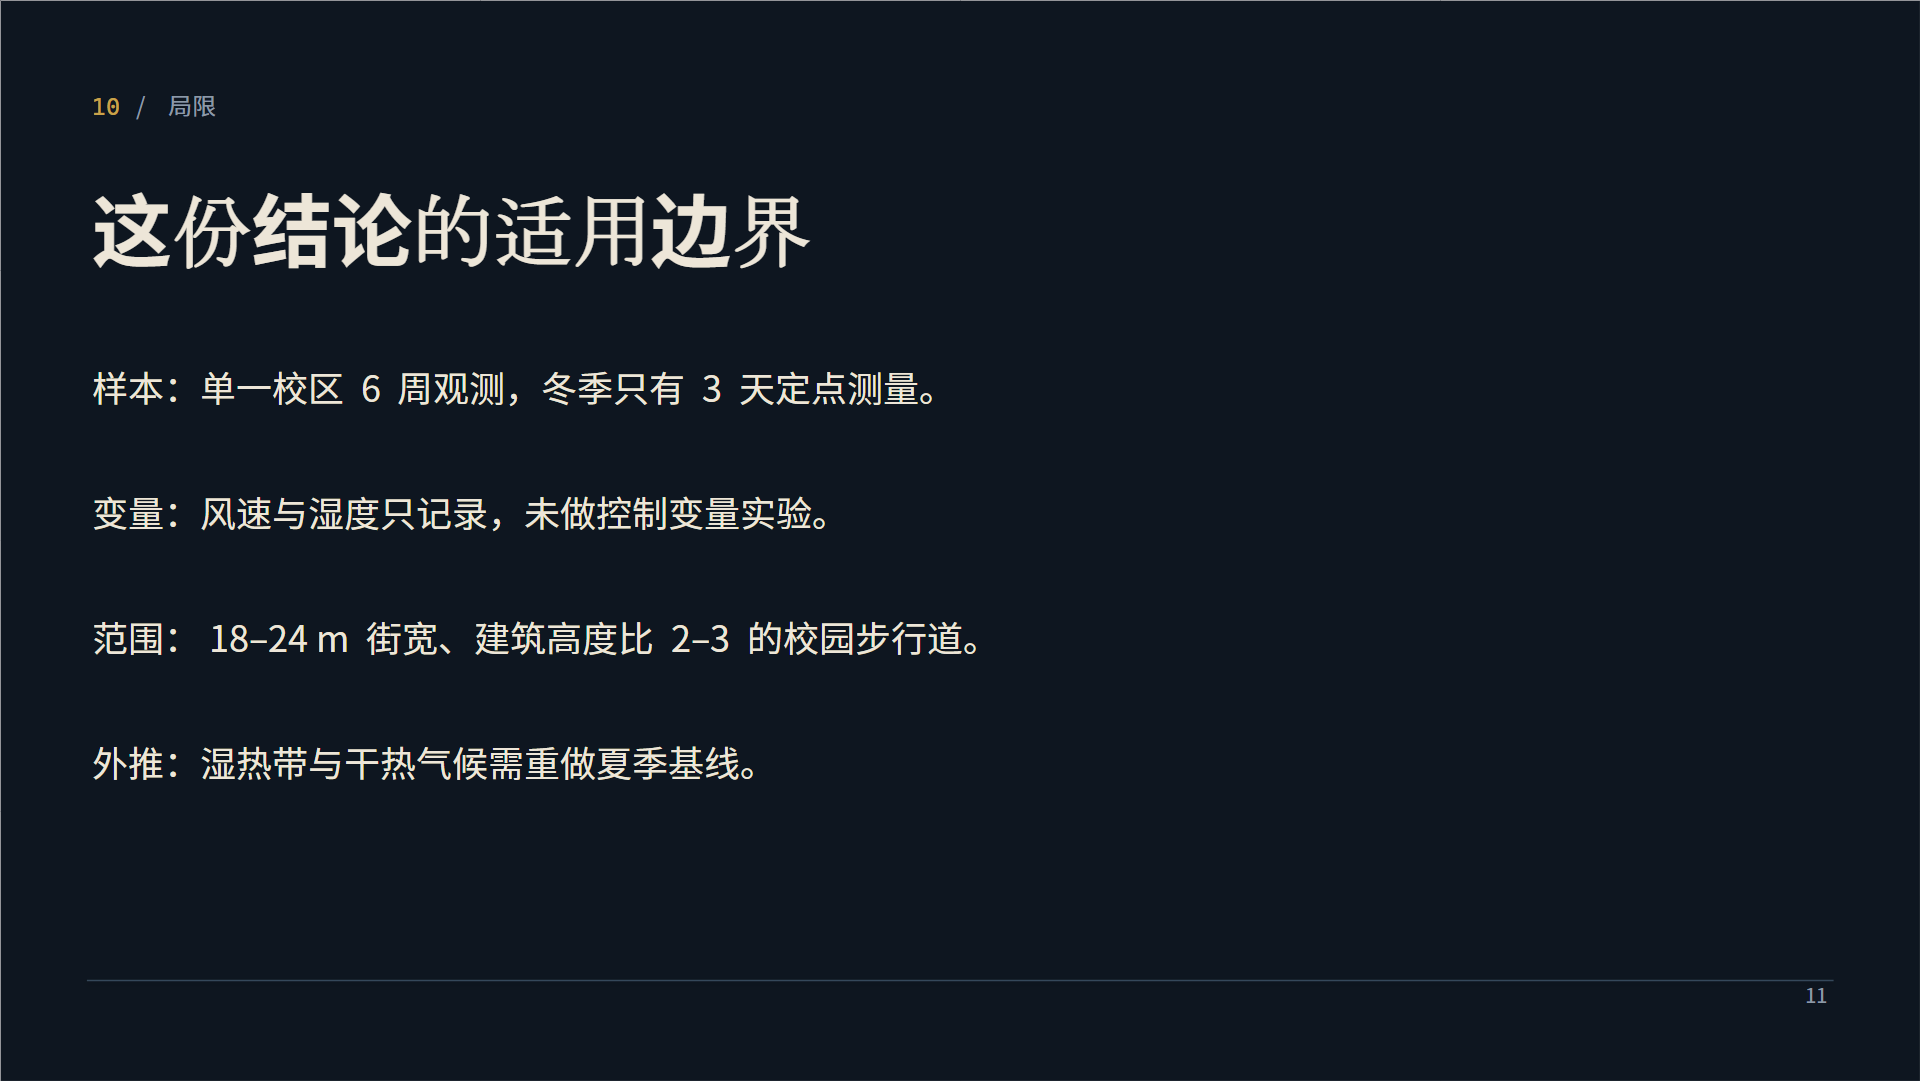 10 / 局限
这份结论的适用边界
样本：单一校区 6 周观测，冬季只有 3 天定点测量。
变量：风速与湿度只记录，未做控制变量实验。
范围： 18–24 m 街宽、建筑高度比 2–3 的校园步行道。
外推：湿热带与干热气候需重做夏季基线。
11